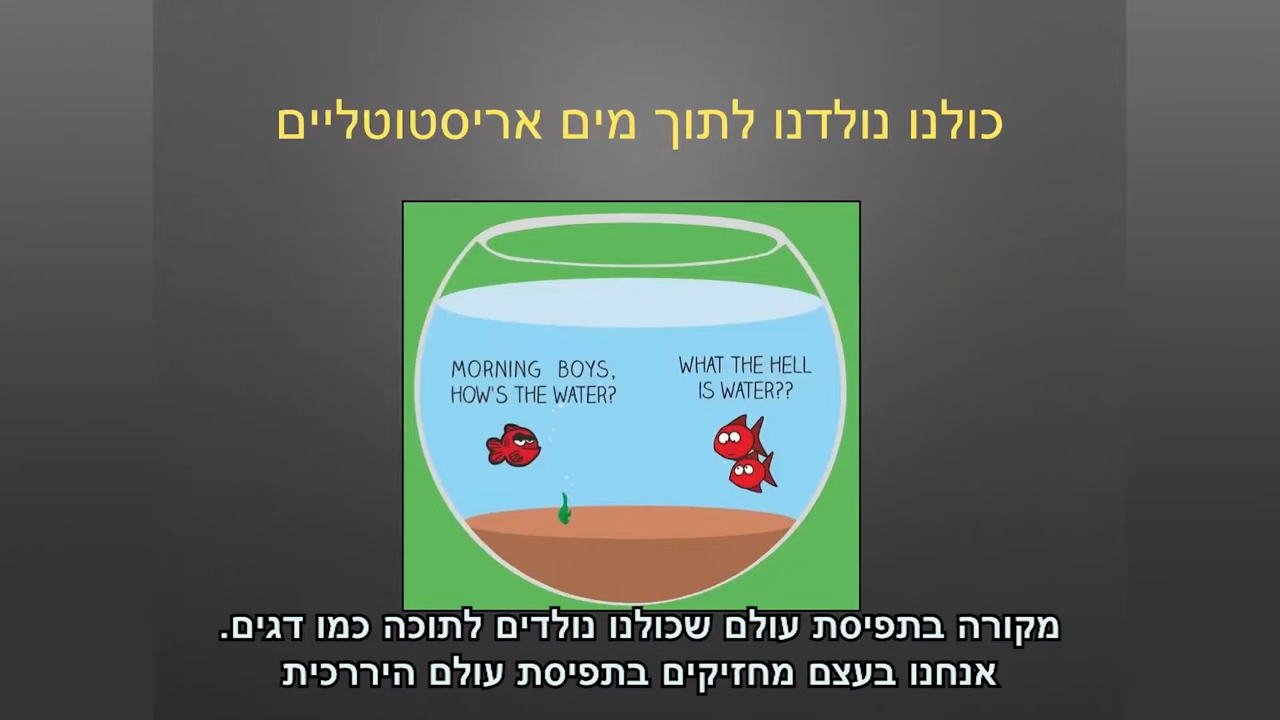 כולנו נולדנו לתוך מים אריסטוטליים
MORNING BOYS,
HOW'S THE WATER?
WHAT THE HELL
IS WATER??
מקורה בתפיסת עולם שכולנו נולדים לתוכה כמו דגים.
אנחנו בעצם מחזיקים בתפיסת עולם היררכית